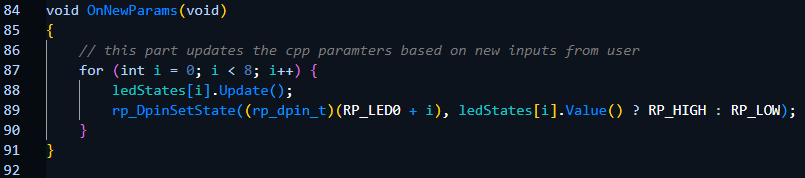 84 void OnNewParams(void)
85 {
86     // this part updates the cpp paramters based on new inputs from user
87     for (int i = 0; i < 8; i++) {
88         ledStates[i].Update();
89         rp_DpinSetState((rp_dpin_t)(RP_LED0 + i), ledStates[i].Value() ? RP_HIGH : RP_LOW);
90     }
91 }
92